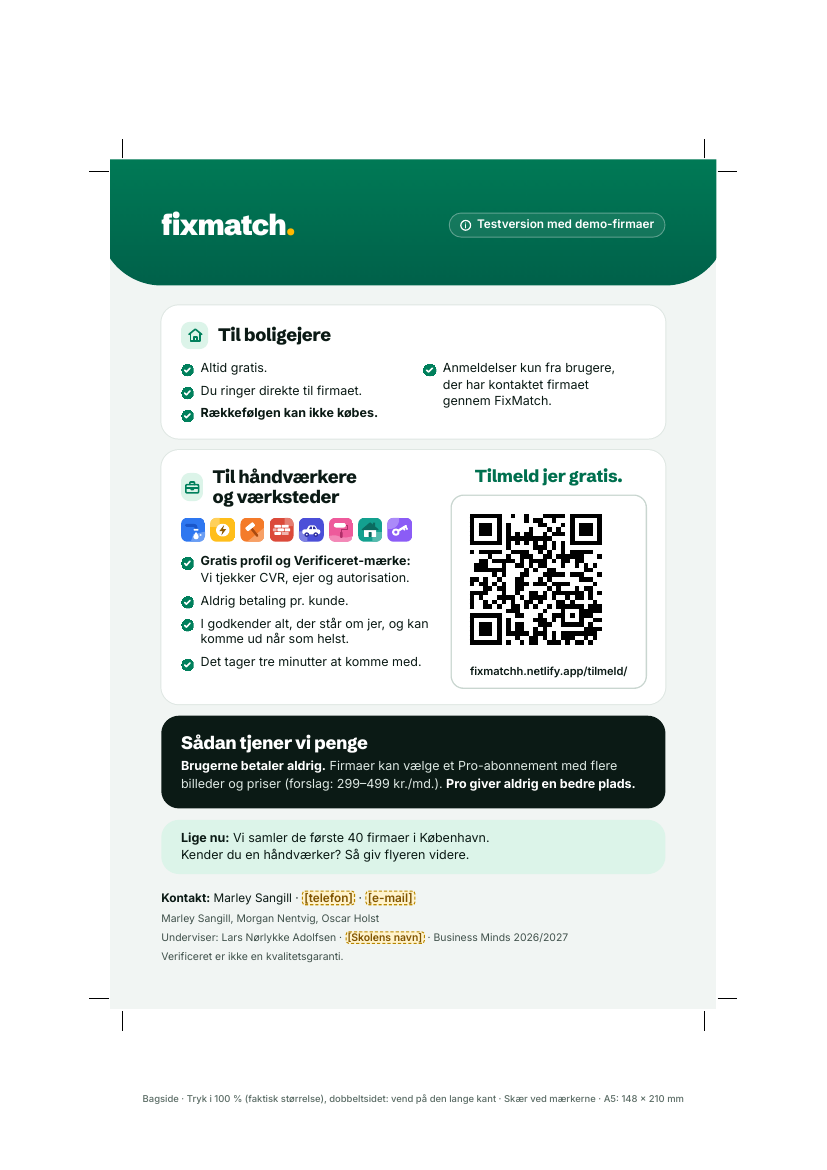 fixmatch.
Testversion med demo-firmaer
Til boligejere
Altid gratis.
Du ringer direkte til firmaet.
Rækkefølgen kan ikke købes.
Anmeldelser kun fra brugere,
der har kontaktet firmaet
gennem FixMatch.
Til håndværkere
og værksteder
Gratis profil og Verificeret-mærke:
Vi tjekker CVR, ejer og autorisation.
Aldrig betaling pr. kunde.
I godkender alt, der står om jer, og kan
komme ud når som helst.
Det tager tre minutter at komme med.
Tilmeld jer gratis.
fixmatchh.netlify.app/tilmeld/
Sådan tjener vi penge
Brugerne betaler aldrig. Firmaer kan vælge et Pro-abonnement med flere
billeder og priser (forslag: 299–499 kr./md.). Pro giver aldrig en bedre plads.
Lige nu: Vi samler de første 40 firmaer i København.
Kender du en håndværker? Så giv flyeren videre.
Kontakt: Marley Sangill · [telefon] · [e-mail]
Marley Sangill, Morgan Nentvig, Oscar Holst
Underviser: Lars Nørlykke Adolfsen · [Skolens navn] · Business Minds 2026/2027
Verificeret er ikke en kvalitetsgaranti.
Bagside · Tryk i 100 % (faktisk størrelse), dobbeltsidet: vend på den lange kant · Skær ved mærkerne · A5: 148 × 210 mm